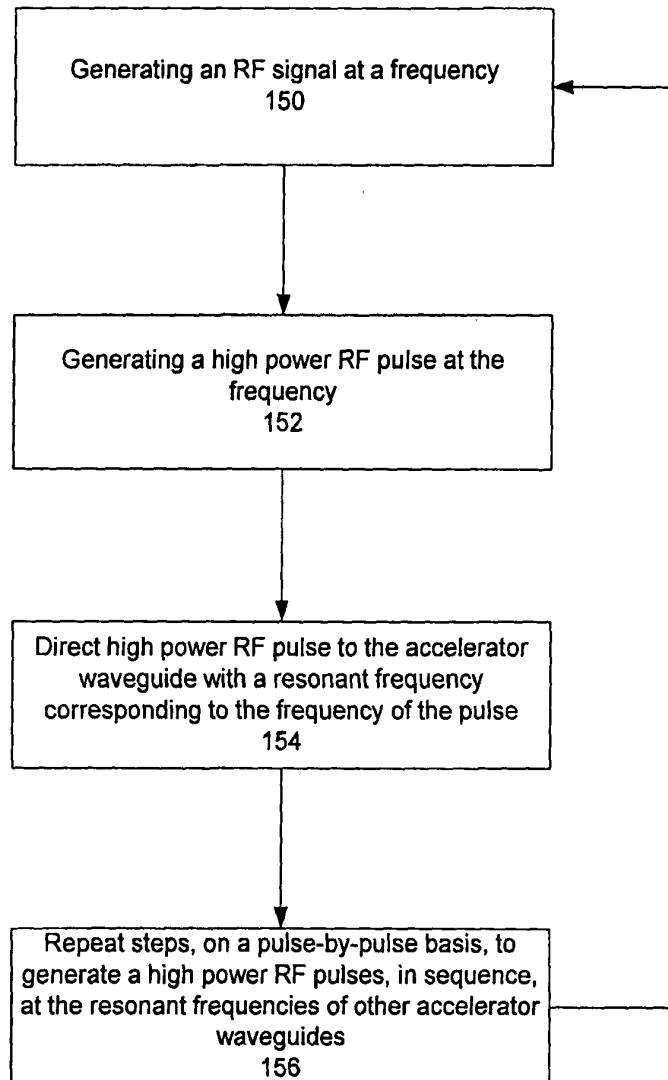 Generating an RF signal at a frequency
150
Generating a high power RF pulse at the
frequency
152
Direct high power RF pulse to the accelerator
waveguide with a resonant frequency
corresponding to the frequency of the pulse
154
Repeat steps, on a pulse-by-pulse basis, to
generate a high power RF pulses, in sequence,
at the resonant frequencies of other accelerator
waveguides
156